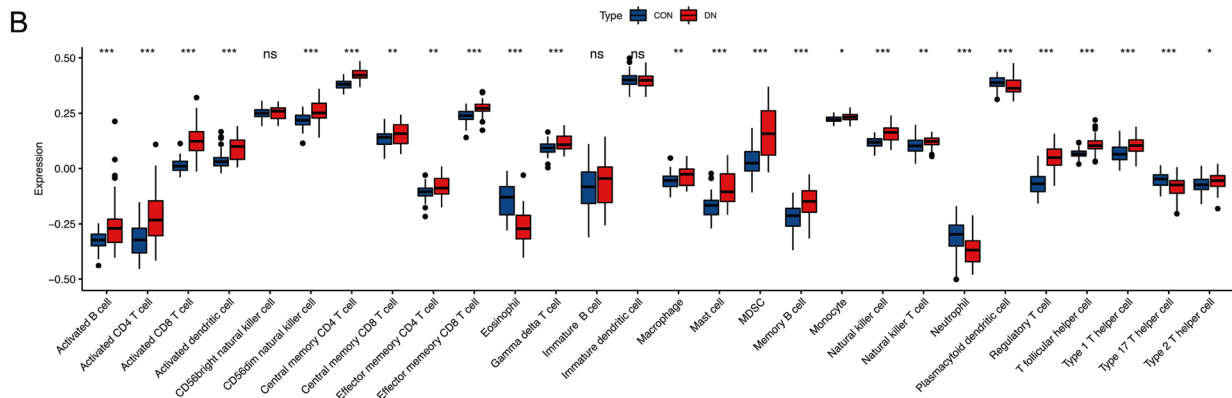 B
Type CON DN
*** *** *** *** ns *** *** ** ** *** *** *** ns ns ** *** *** ** * *** ** *** *** *** *** *** *** *
Expression
0.50
0.25
0.00
−0.25
−0.50
Activated B cell
Activated CD4 T cell
Activated CD8 T cell
Activated dendritic cell
CD56bright natural killer cell
CD56dim natural killer cell
Central memory CD4 T cell
Central memory CD8 T cell
Effector memory CD4 T cell
Effector memory CD8 T cell
Eosinophil
Gamma delta T cell
Immature B cell
Immature dendritic cell
Macrophage
Mast cell
MDSC
Memory B cell
Monocyte
Natural killer cell
Natural killer T cell
Neutrophil
Plasmacytoid dendritic cell
Regulatory T cell
T follicular helper cell
Type 1 T helper cell
Type 17 T helper cell
Type 2 T helper cell